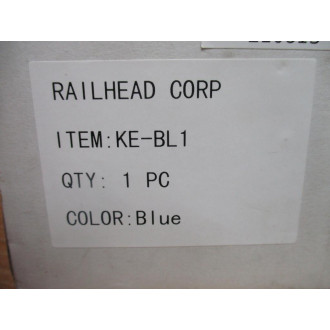 RAILHEAD CORP
ITEM:KE-BL1
QTY: 1 PC
COLOR:Blue